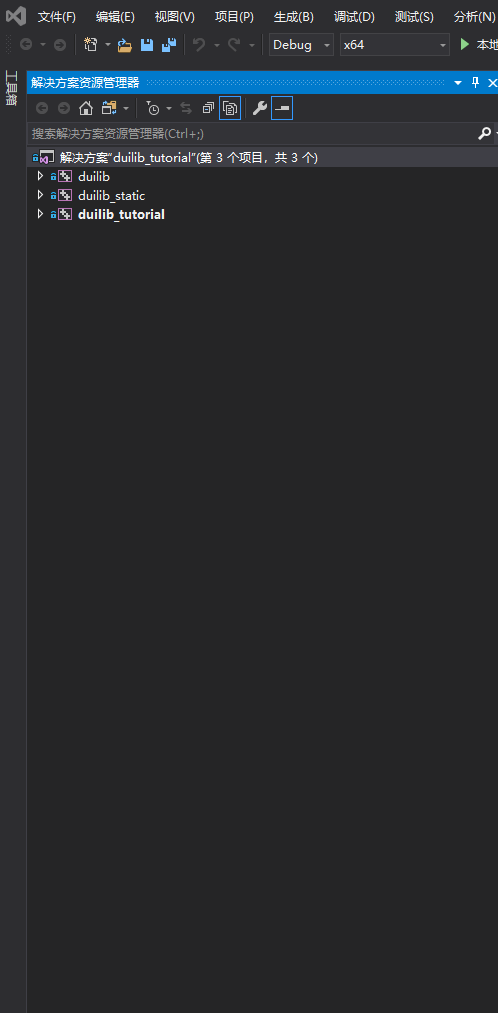 文件(F) 编辑(E) 视图(V) 项目(P) 生成(B) 调试(D) 测试(S) 分析(N)
Debug x64 本地
工具箱
解决方案资源管理器
搜索解决方案资源管理器(Ctrl+;)
解决方案"duilib_tutorial"(第 3 个项目，共 3 个)
duilib
duilib_static
duilib_tutorial